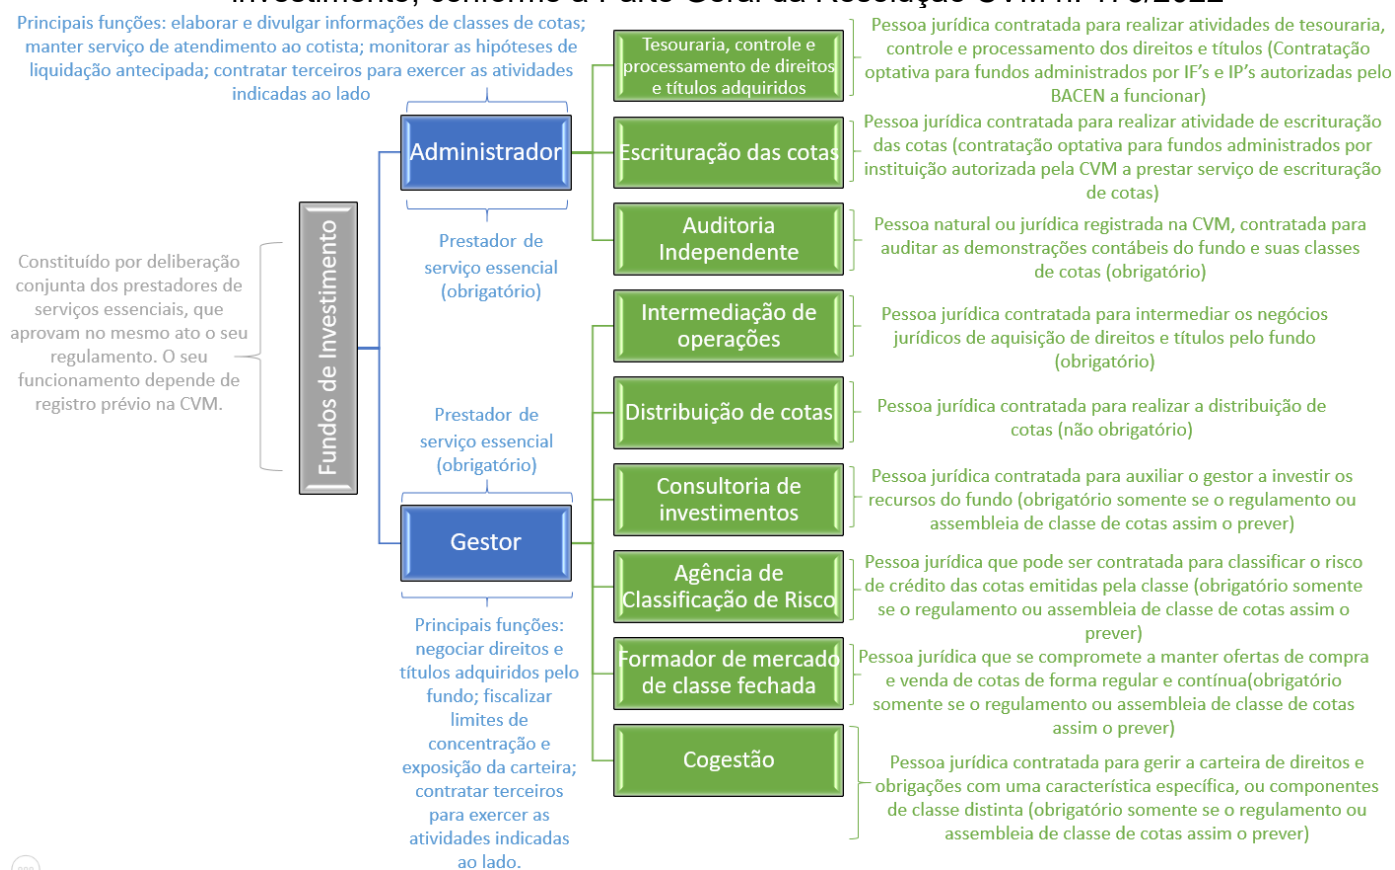 Principais funções: elaborar e divulgar informações de classes de cotas;
manter serviço de atendimento ao cotista; monitorar as hipóteses de
liquidação antecipada; contratar terceiros para exercer as atividades
indicadas ao lado
Administrador
Prestador de
serviço essencial
(obrigatório)
Constituído por deliberação
conjunta dos prestadores de
serviços essenciais, que
aprovam no mesmo ato o seu
regulamento. O seu
funcionamento depende de
registro prévio na CVM.
Fundos de Investimento
Prestador de
serviço essencial
(obrigatório)
Gestor
Principais funções:
negociar direitos e
títulos adquiridos pelo
fundo; fiscalizar
limites de
concentração e
exposição da carteira;
contratar terceiros
para exercer as
atividades indicadas
ao lado.
Tesouraria, controle e
processamento de direitos
e títulos adquiridos
Pessoa jurídica contratada para realizar atividades de tesouraria,
controle e processamento dos direitos e títulos (Contratação
optativa para fundos administrados por IF's e IP's autorizadas pelo
BACEN a funcionar)
Escrituração das cotas
Pessoa jurídica contratada para realizar atividade de escrituração
das cotas (contratação optativa para fundos administrados por
instituição autorizada pela CVM a prestar serviço de escrituração
de cotas)
Auditoria
Independente
Pessoa natural ou jurídica registrada na CVM, contratada para
auditar as demonstrações contábeis do fundo e suas classes
de cotas (obrigatório)
Intermediação de
operações
Pessoa jurídica contratada para intermediar os negócios
jurídicos de aquisição de direitos e títulos pelo fundo
(obrigatório)
Distribuição de cotas
Pessoa jurídica contratada para realizar a distribuição de
cotas (não obrigatório)
Consultoria de
investimentos
Pessoa jurídica contratada para auxiliar o gestor a investir os
recursos do fundo (obrigatório somente se o regulamento ou
assembleia de classe de cotas assim o prever)
Agência de
Classificação de Risco
Pessoa jurídica que pode ser contratada para classificar o risco
de crédito das cotas emitidas pela classe (obrigatório somente
se o regulamento ou assembleia de classe de cotas assim o
prever)
Formador de mercado
de classe fechada
Pessoa jurídica que se compromete a manter ofertas de compra
e venda de cotas de forma regular e contínua(obrigatório
somente se o regulamento ou assembleia de classe de cotas
assim o prever)
Cogestão
Pessoa jurídica contratada para gerir a carteira de direitos e
obrigações com uma característica específica, ou componentes
de classe distinta (obrigatório somente se o regulamento ou
assembleia de classe de cotas assim o prever)